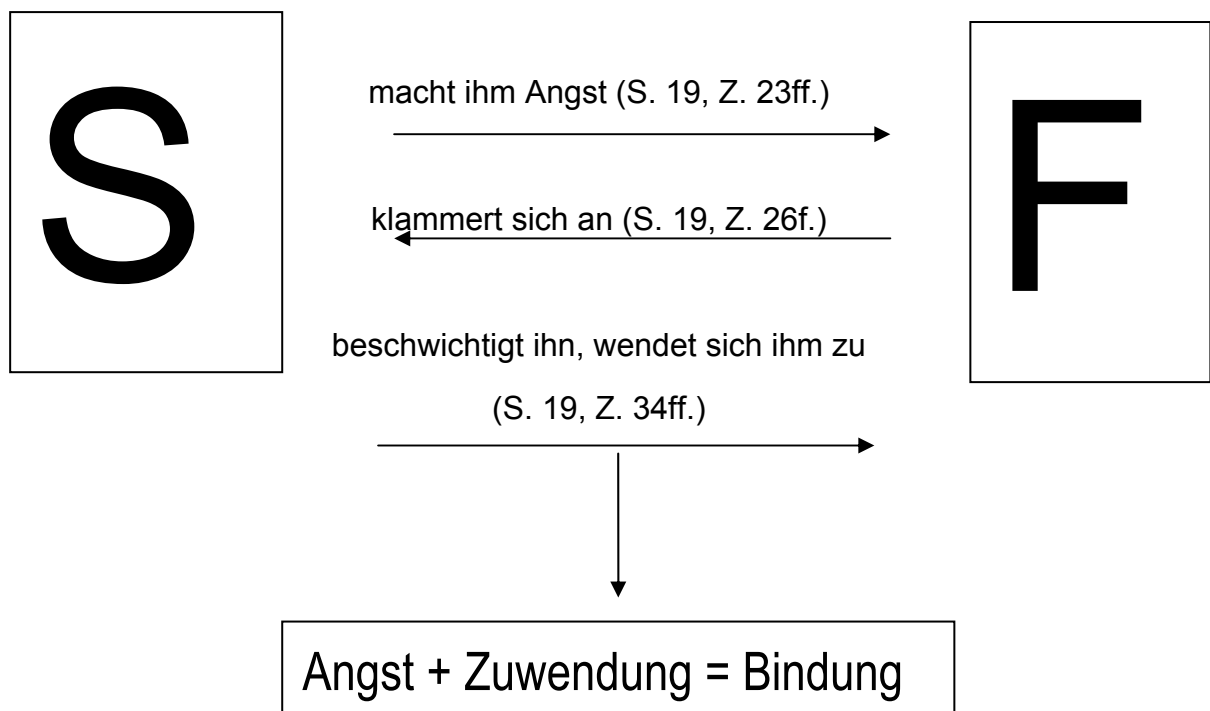 S
F
macht ihm Angst (S. 19, Z. 23ff.)
klammert sich an (S. 19, Z. 26f.)
beschwichtigt ihn, wendet sich ihm zu
(S. 19, Z. 34ff.)
Angst + Zuwendung = Bindung